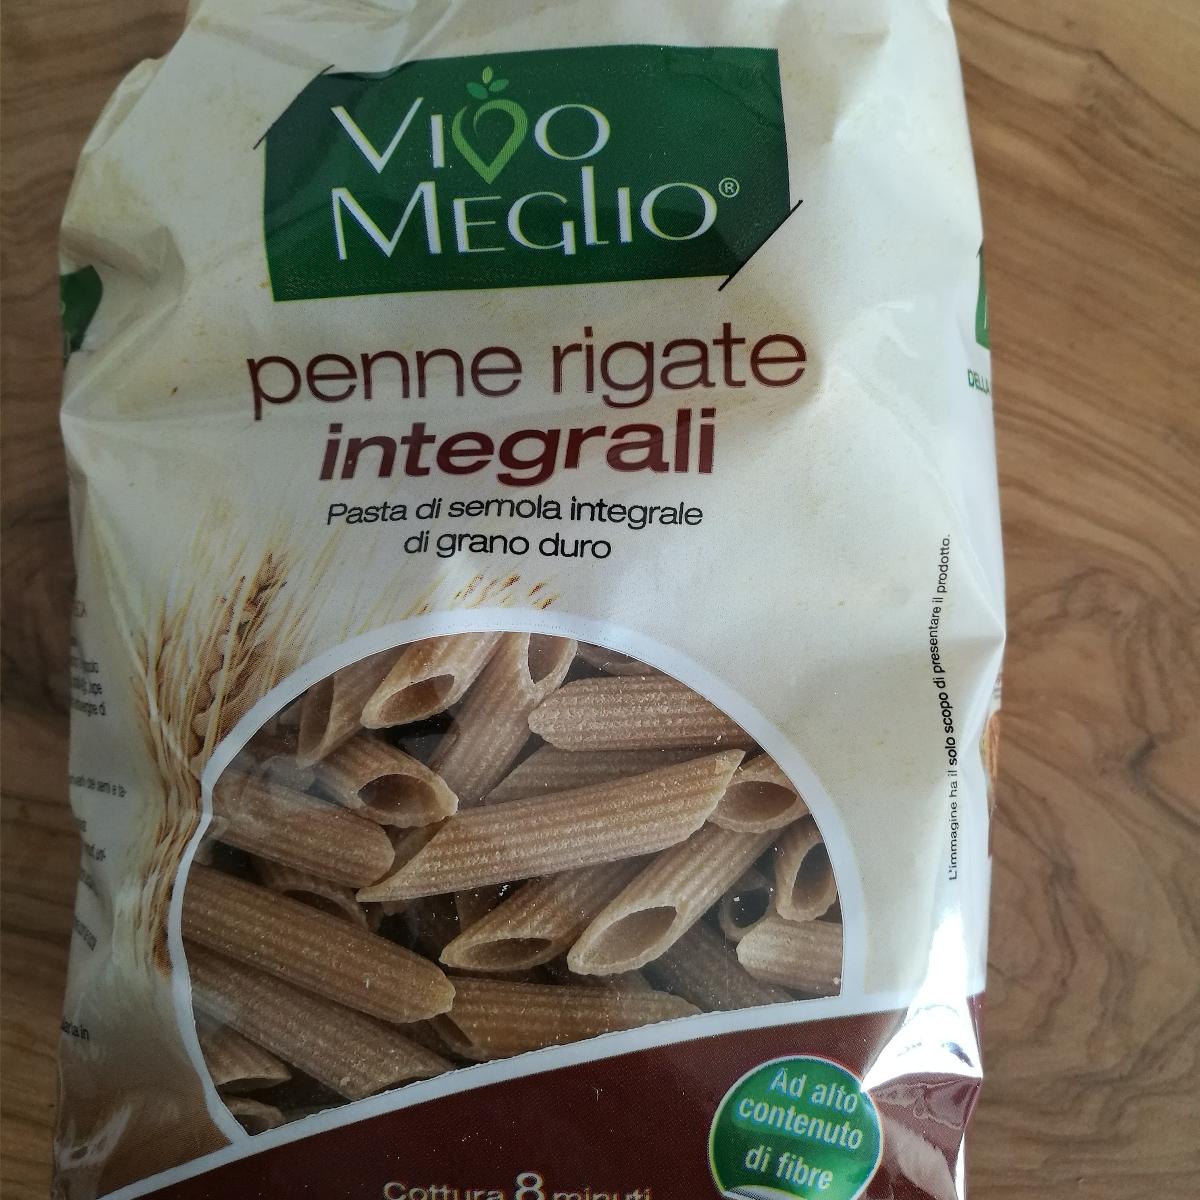 VIVO
MEGLIO®
penne rigate
integrali
Pasta di semola integrale
di grano duro
L'immagine ha il solo scopo di presentare il prodotto.
Ad alto
contenuto
di fibre
Cottura 8 minuti